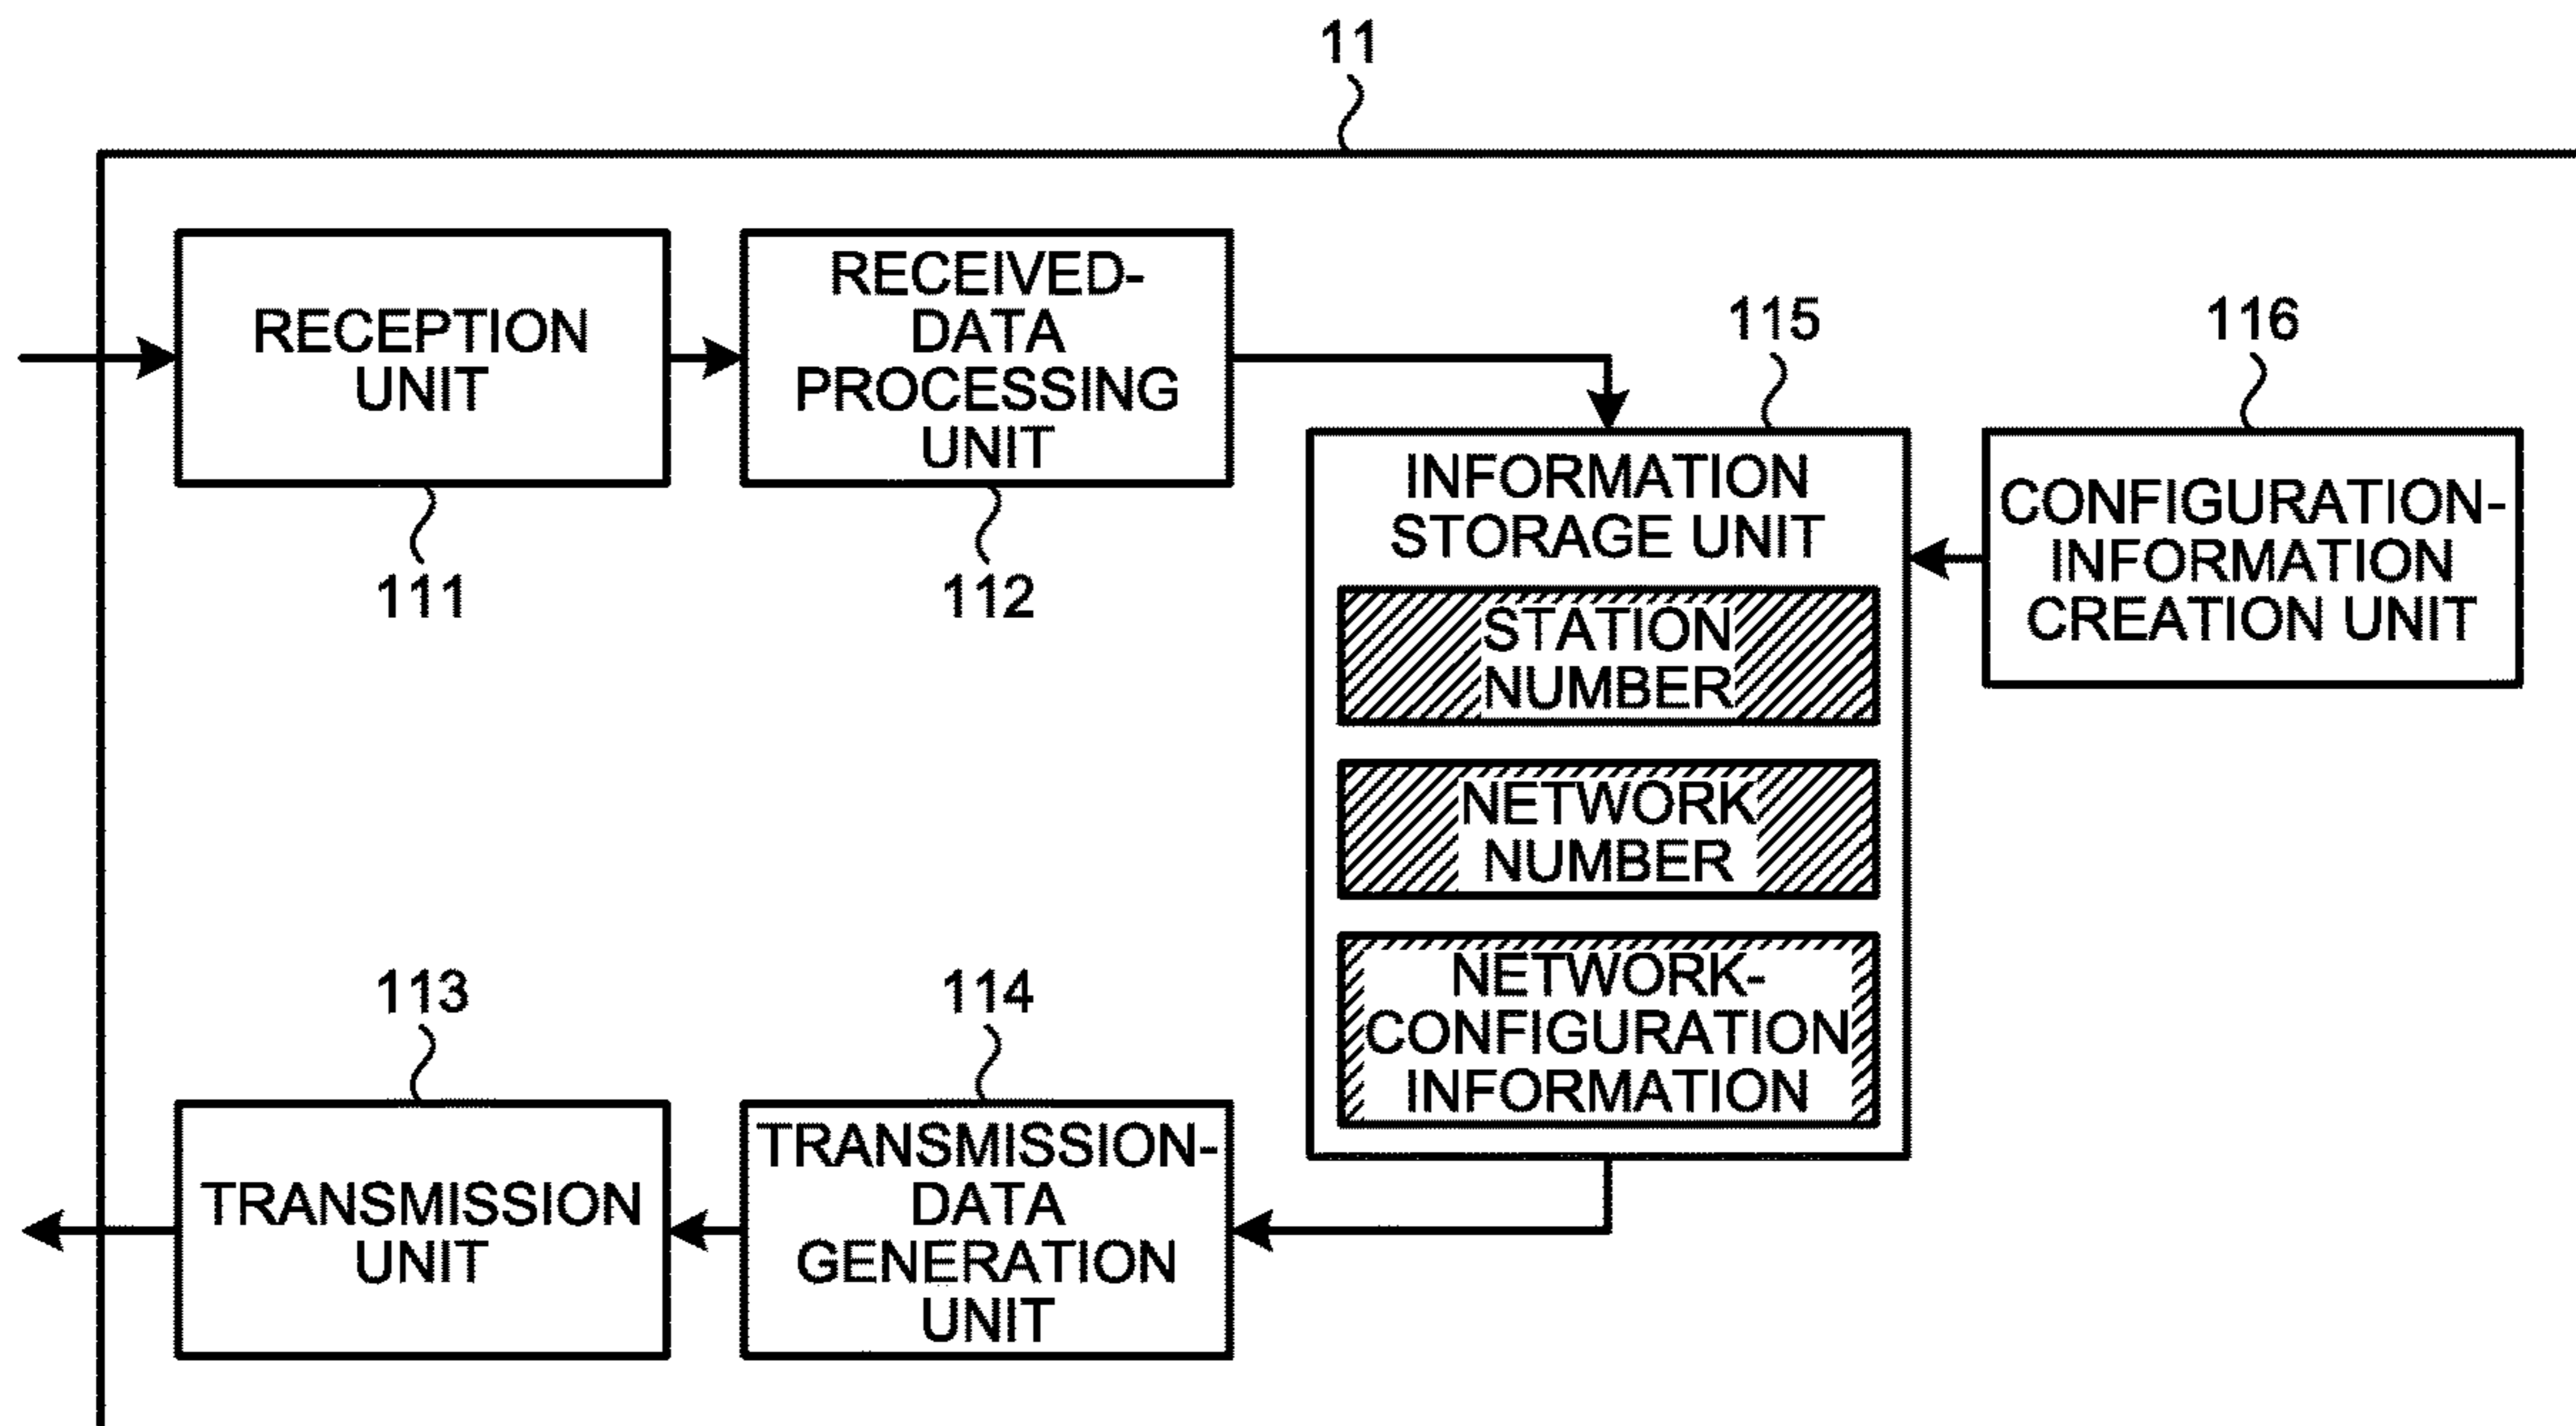 11
RECEPTION
UNIT
111
RECEIVED-
DATA
PROCESSING
UNIT
112
115
INFORMATION
STORAGE UNIT
STATION
NUMBER
NETWORK
NUMBER
NETWORK-
CONFIGURATION
INFORMATION
116
CONFIGURATION-
INFORMATION
CREATION UNIT
113
TRANSMISSION
UNIT
114
TRANSMISSION-
DATA
GENERATION
UNIT